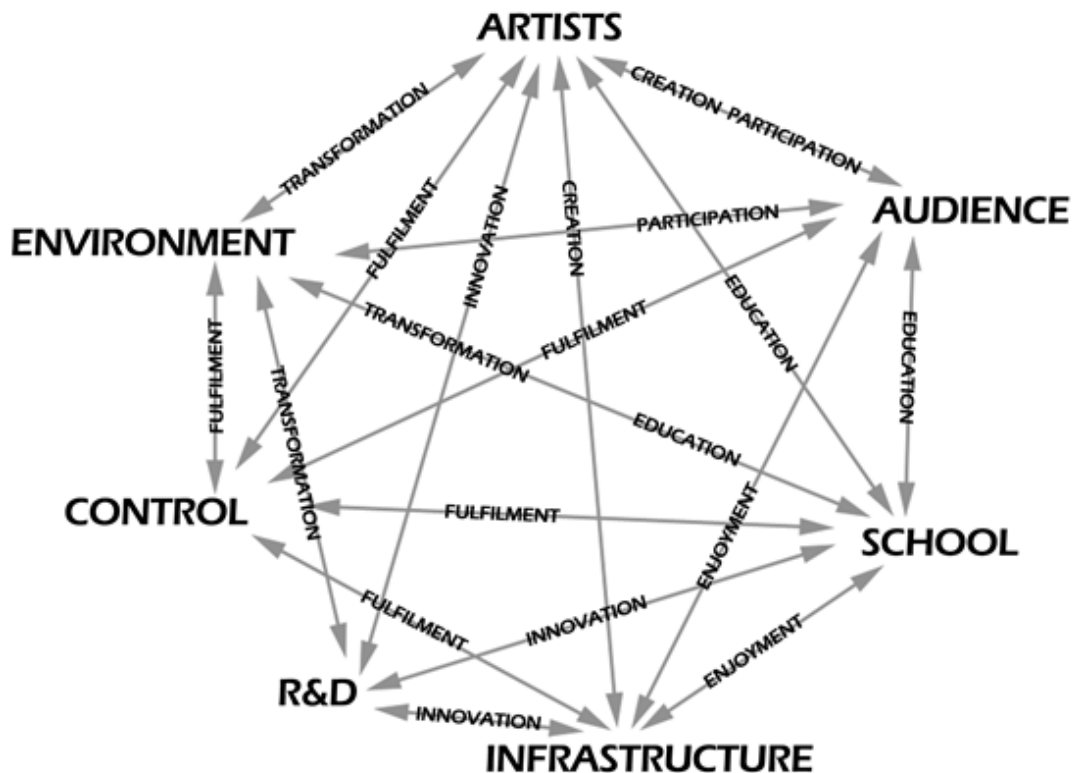 ARTISTS
CREATION PARTICIPATION
TRANSFORMATION
AUDIENCE
ENVIRONMENT
FULFILMENT
INNOVATION
CREATION
PARTICIPATION
EDUCATION
TRANSFORMATION
FULFILMENT
FULFILMENT
TRANSFORMATION
EDUCATION
EDUCATION
CONTROL
FULFILMENT
ENJOYMENT
SCHOOL
FULFILMENT
INNOVATION
ENJOYMENT
R&D
INNOVATION
INFRASTRUCTURE